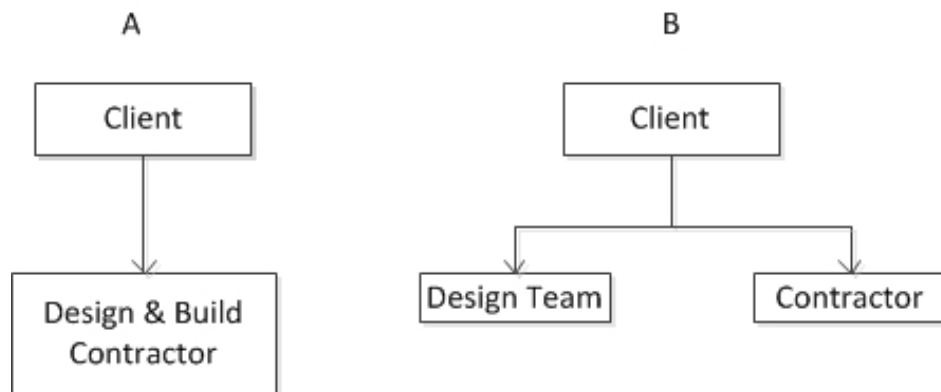 A
B
Client
Client
Design & Build
Contractor
Design Team
Contractor